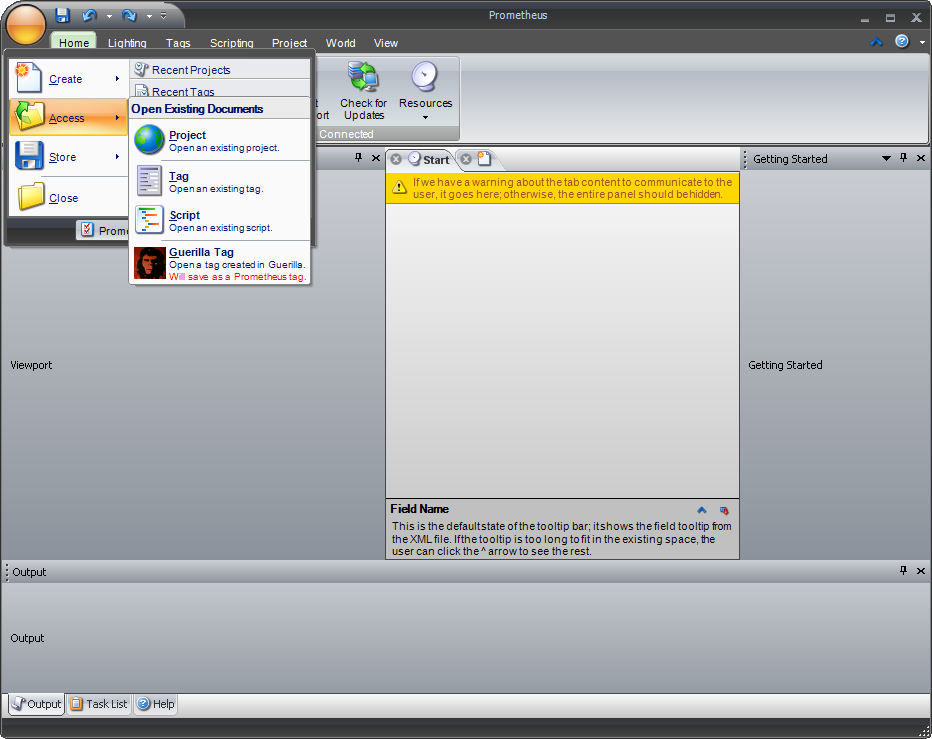 Prometheus
Home Lighting Tags Scripting Project World View
Create
Access
Store
Close
Recent Projects
Recent Tags
Open Existing Documents
Project
Open an existing project.
Tag
Open an existing tag.
Script
Open an existing script.
Guerilla Tag
Open a tag created in Guerilla.
Will save as a Prometheus tag.
Prom
t
ort
Check for
Updates
Resources
Connected
Start
If we have a warning about the tab content to communicate to the
user, it goes here; otherwise, the entire panel should be hidden.
Getting Started
Viewport
Getting Started
Field Name
This is the default state of the tooltip bar; it shows the field tooltip from
the XML file. If the tooltip is too long to fit in the existing space, the
user can click the ^ arrow to see the rest.
Output
Output
Output Task List Help